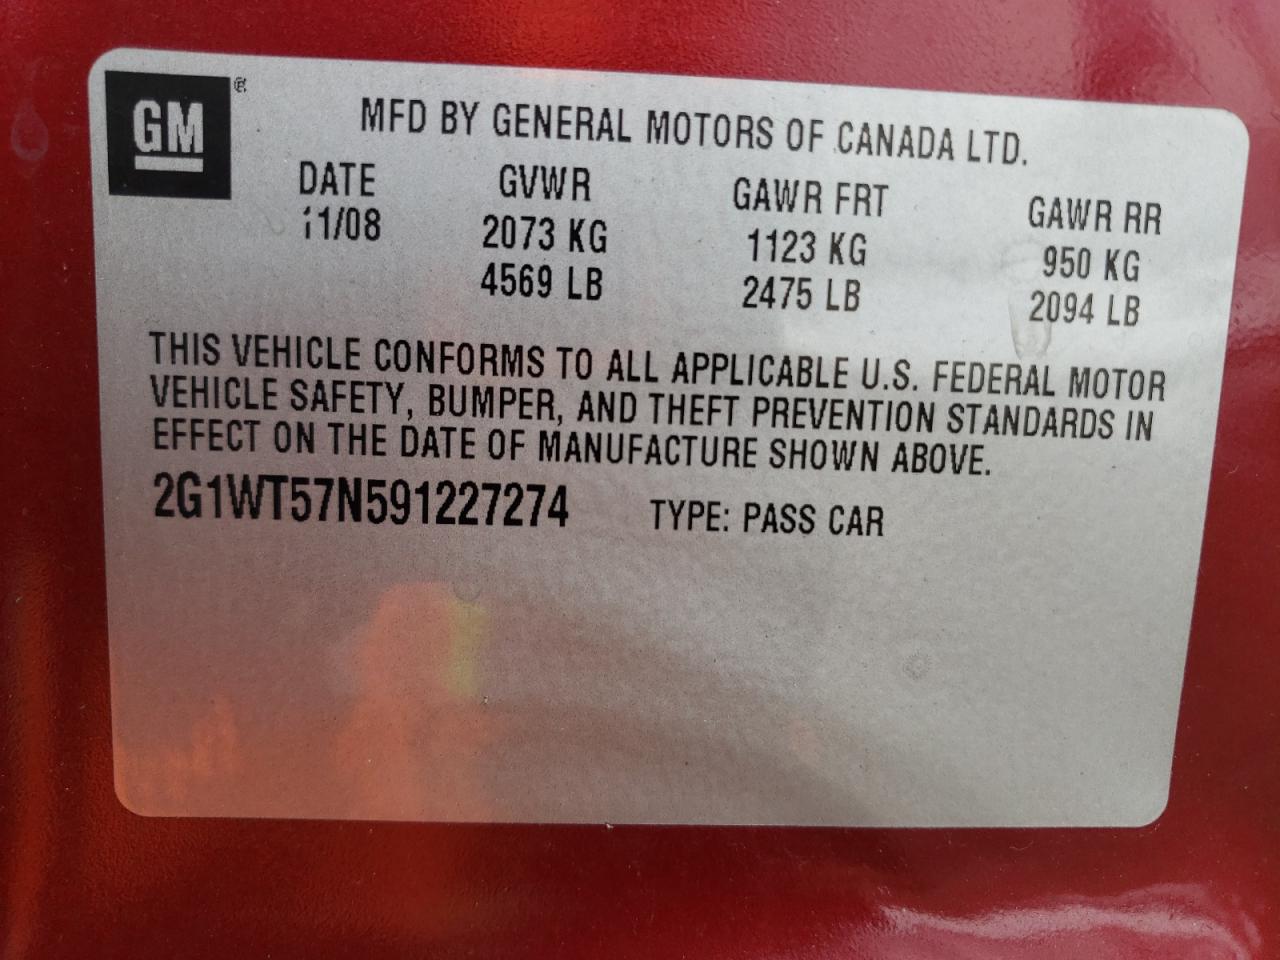 GM®
MFD BY GENERAL MOTORS OF CANADA LTD.
DATE GVWR GAWR FRT GAWR RR
11/08 2073 KG 1123 KG 950 KG
4569 LB 2475 LB 2094 LB
THIS VEHICLE CONFORMS TO ALL APPLICABLE U.S. FEDERAL MOTOR
VEHICLE SAFETY, BUMPER, AND THEFT PREVENTION STANDARDS IN
EFFECT ON THE DATE OF MANUFACTURE SHOWN ABOVE.
2G1WT57N591227274 TYPE: PASS CAR